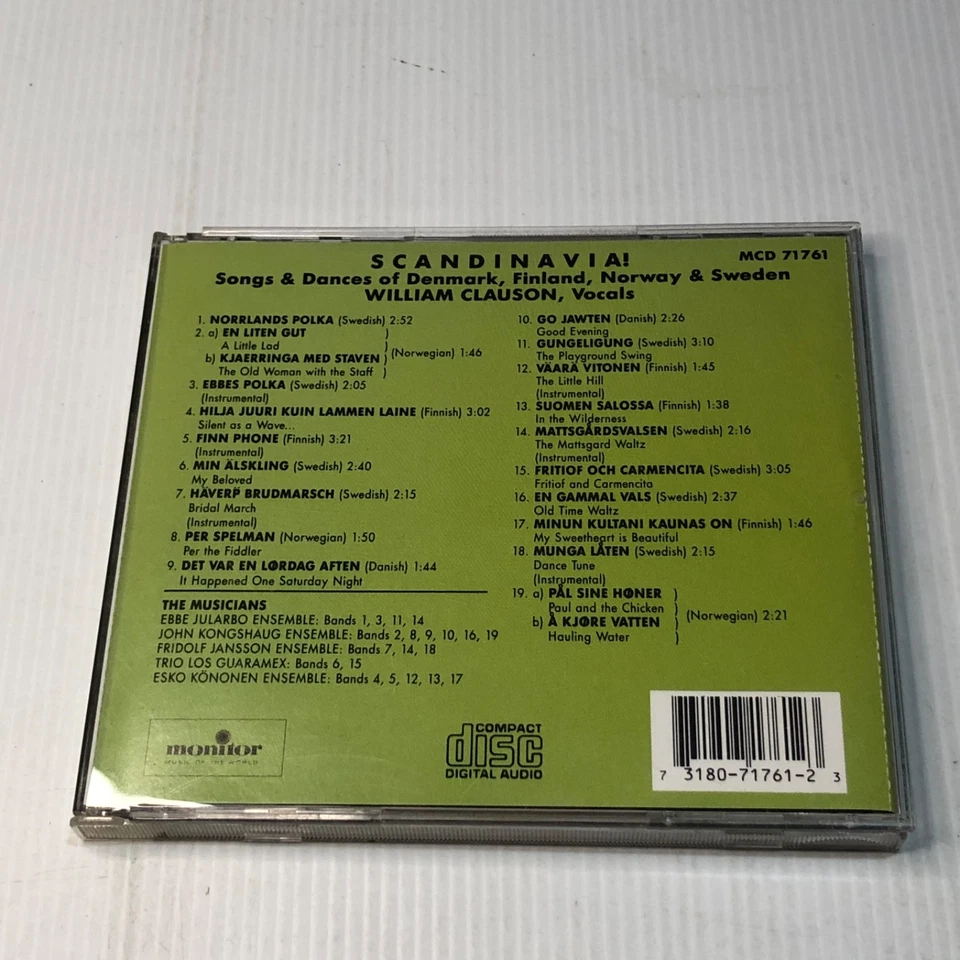 SCANDINAVIA!
MCD 71761
Songs & Dances of Denmark, Finland, Norway & Sweden
WILLIAM CLAUSON, Vocals
1. NORRLANDS POLKA (Swedish) 2:52
2. a) EN LITEN GUT )
A Little Lad )
b) KJAERRINGA MED STAVEN ) (Norwegian) 1:46
The Old Woman with the Staff )
3. EBBES POLKA (Swedish) 2:05
(Instrumental)
4. HILJA JUURI KUIN LAMMEN LAINE (Finnish) 3:02
Silent as a Wave...
5. FINN PHONE (Finnish) 3:21
(Instrumental)
6. MIN ÄLSKLING (Swedish) 2:40
My Beloved
7. HÄVERP BRUDMARSCH (Swedish) 2:15
Bridal March
(Instrumental)
8. PER SPELMAN (Norwegian) 1:50
Per the Fiddler
9. DET VAR EN LØRDAG AFTEN (Danish) 1:44
It Happened One Saturday Night
THE MUSICIANS
EBBE JULARBO ENSEMBLE: Bands 1, 3, 11, 14
JOHN KONGSHAUG ENSEMBLE: Bands 2, 8, 9, 10, 16, 19
FRIDOLF JANSSON ENSEMBLE: Bands 7, 14, 18
TRIO LOS GUARAMEX: Bands 6, 15
ESKO KÖNONEN ENSEMBLE: Bands 4, 5, 12, 13, 17
10. GO JAWTEN (Danish) 2:26
Good Evening
11. GUNGELIGUNG (Swedish) 3:10
The Playground Swing
12. VÄÄRÄ VITONEN (Finnish) 1:45
The Little Hill
(Instrumental)
13. SUOMEN SALOSSA (Finnish) 1:38
In the Wilderness
14. MATTSGÅRDSVALSEN (Swedish) 2:16
The Mattsgard Waltz
(Instrumental)
15. FRITIOF OCH CARMENCITA (Swedish) 3:05
Fritiof and Carmencita
16. EN GAMMAL VALS (Swedish) 2:37
Old Time Waltz
17. MINUN KULTANI KAUNAS ON (Finnish) 1:46
My Sweetheart is Beautiful
18. MUNGA LÅTEN (Swedish) 2:15
Dance Tune
(Instrumental)
19. a) PÅL SINE HØNER )
Paul and the Chicken ) (Norwegian) 2:21
b) Å KJØRE VATTEN )
Hauling Water )
monitor
MUSIC OF THE WORLD
COMPACT
disc
DIGITAL AUDIO
7 3180-71761-2 3